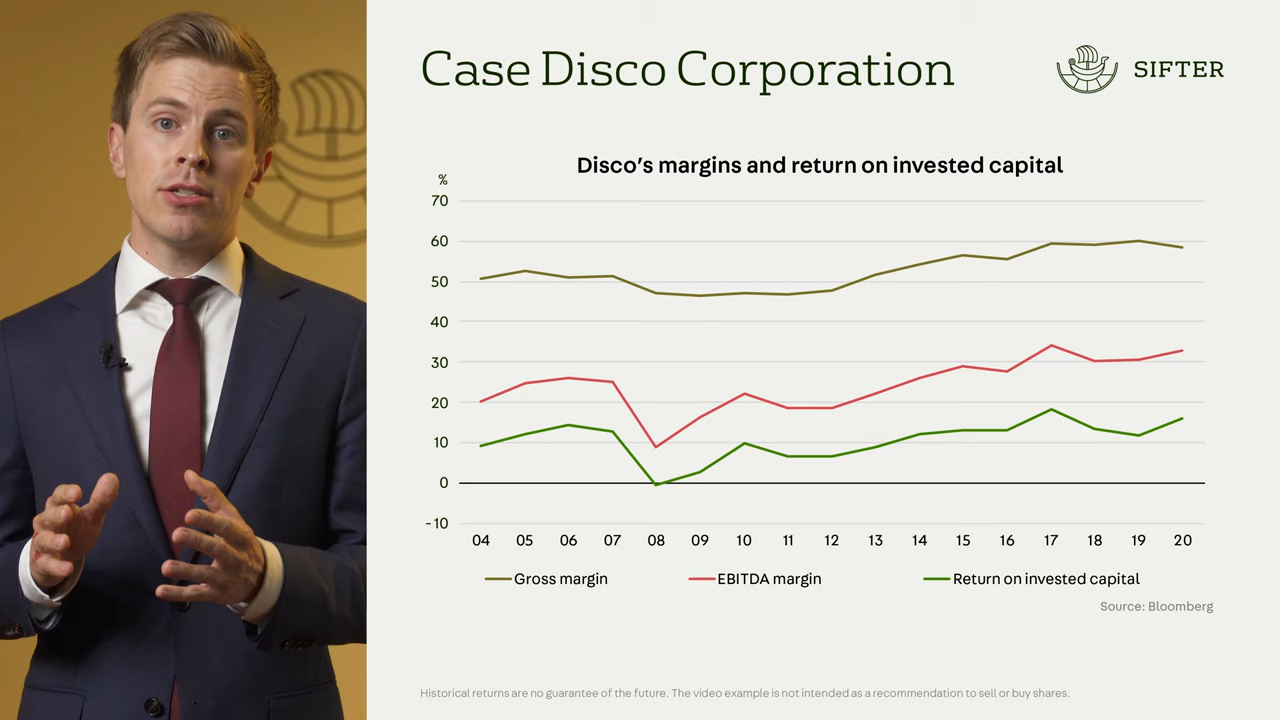 Case Disco Corporation
SIFTER
Disco's margins and return on invested capital
%
70
60
50
40
30
20
10
0
-10
04 05 06 07 08 09 10 11 12 13 14 15 16 17 18 19 20
Gross margin EBITDA margin Return on invested capital
Source: Bloomberg
Historical returns are no guarantee of the future. The video example is not intended as a recommendation to sell or buy shares.